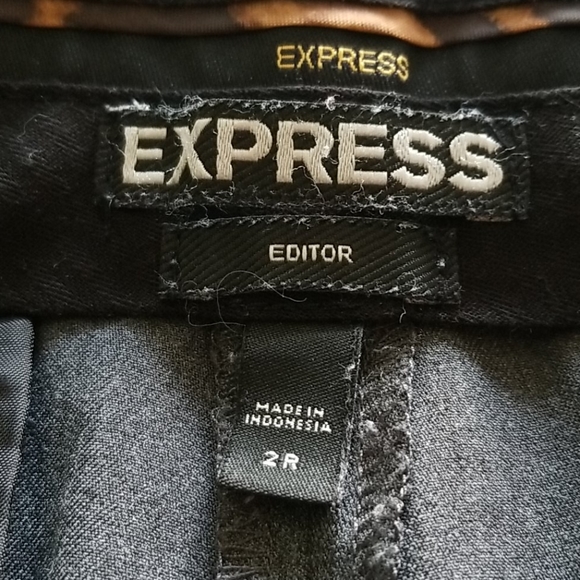 EXPRESS
EXPRESS
EDITOR
MADE IN
INDONESIA
2R